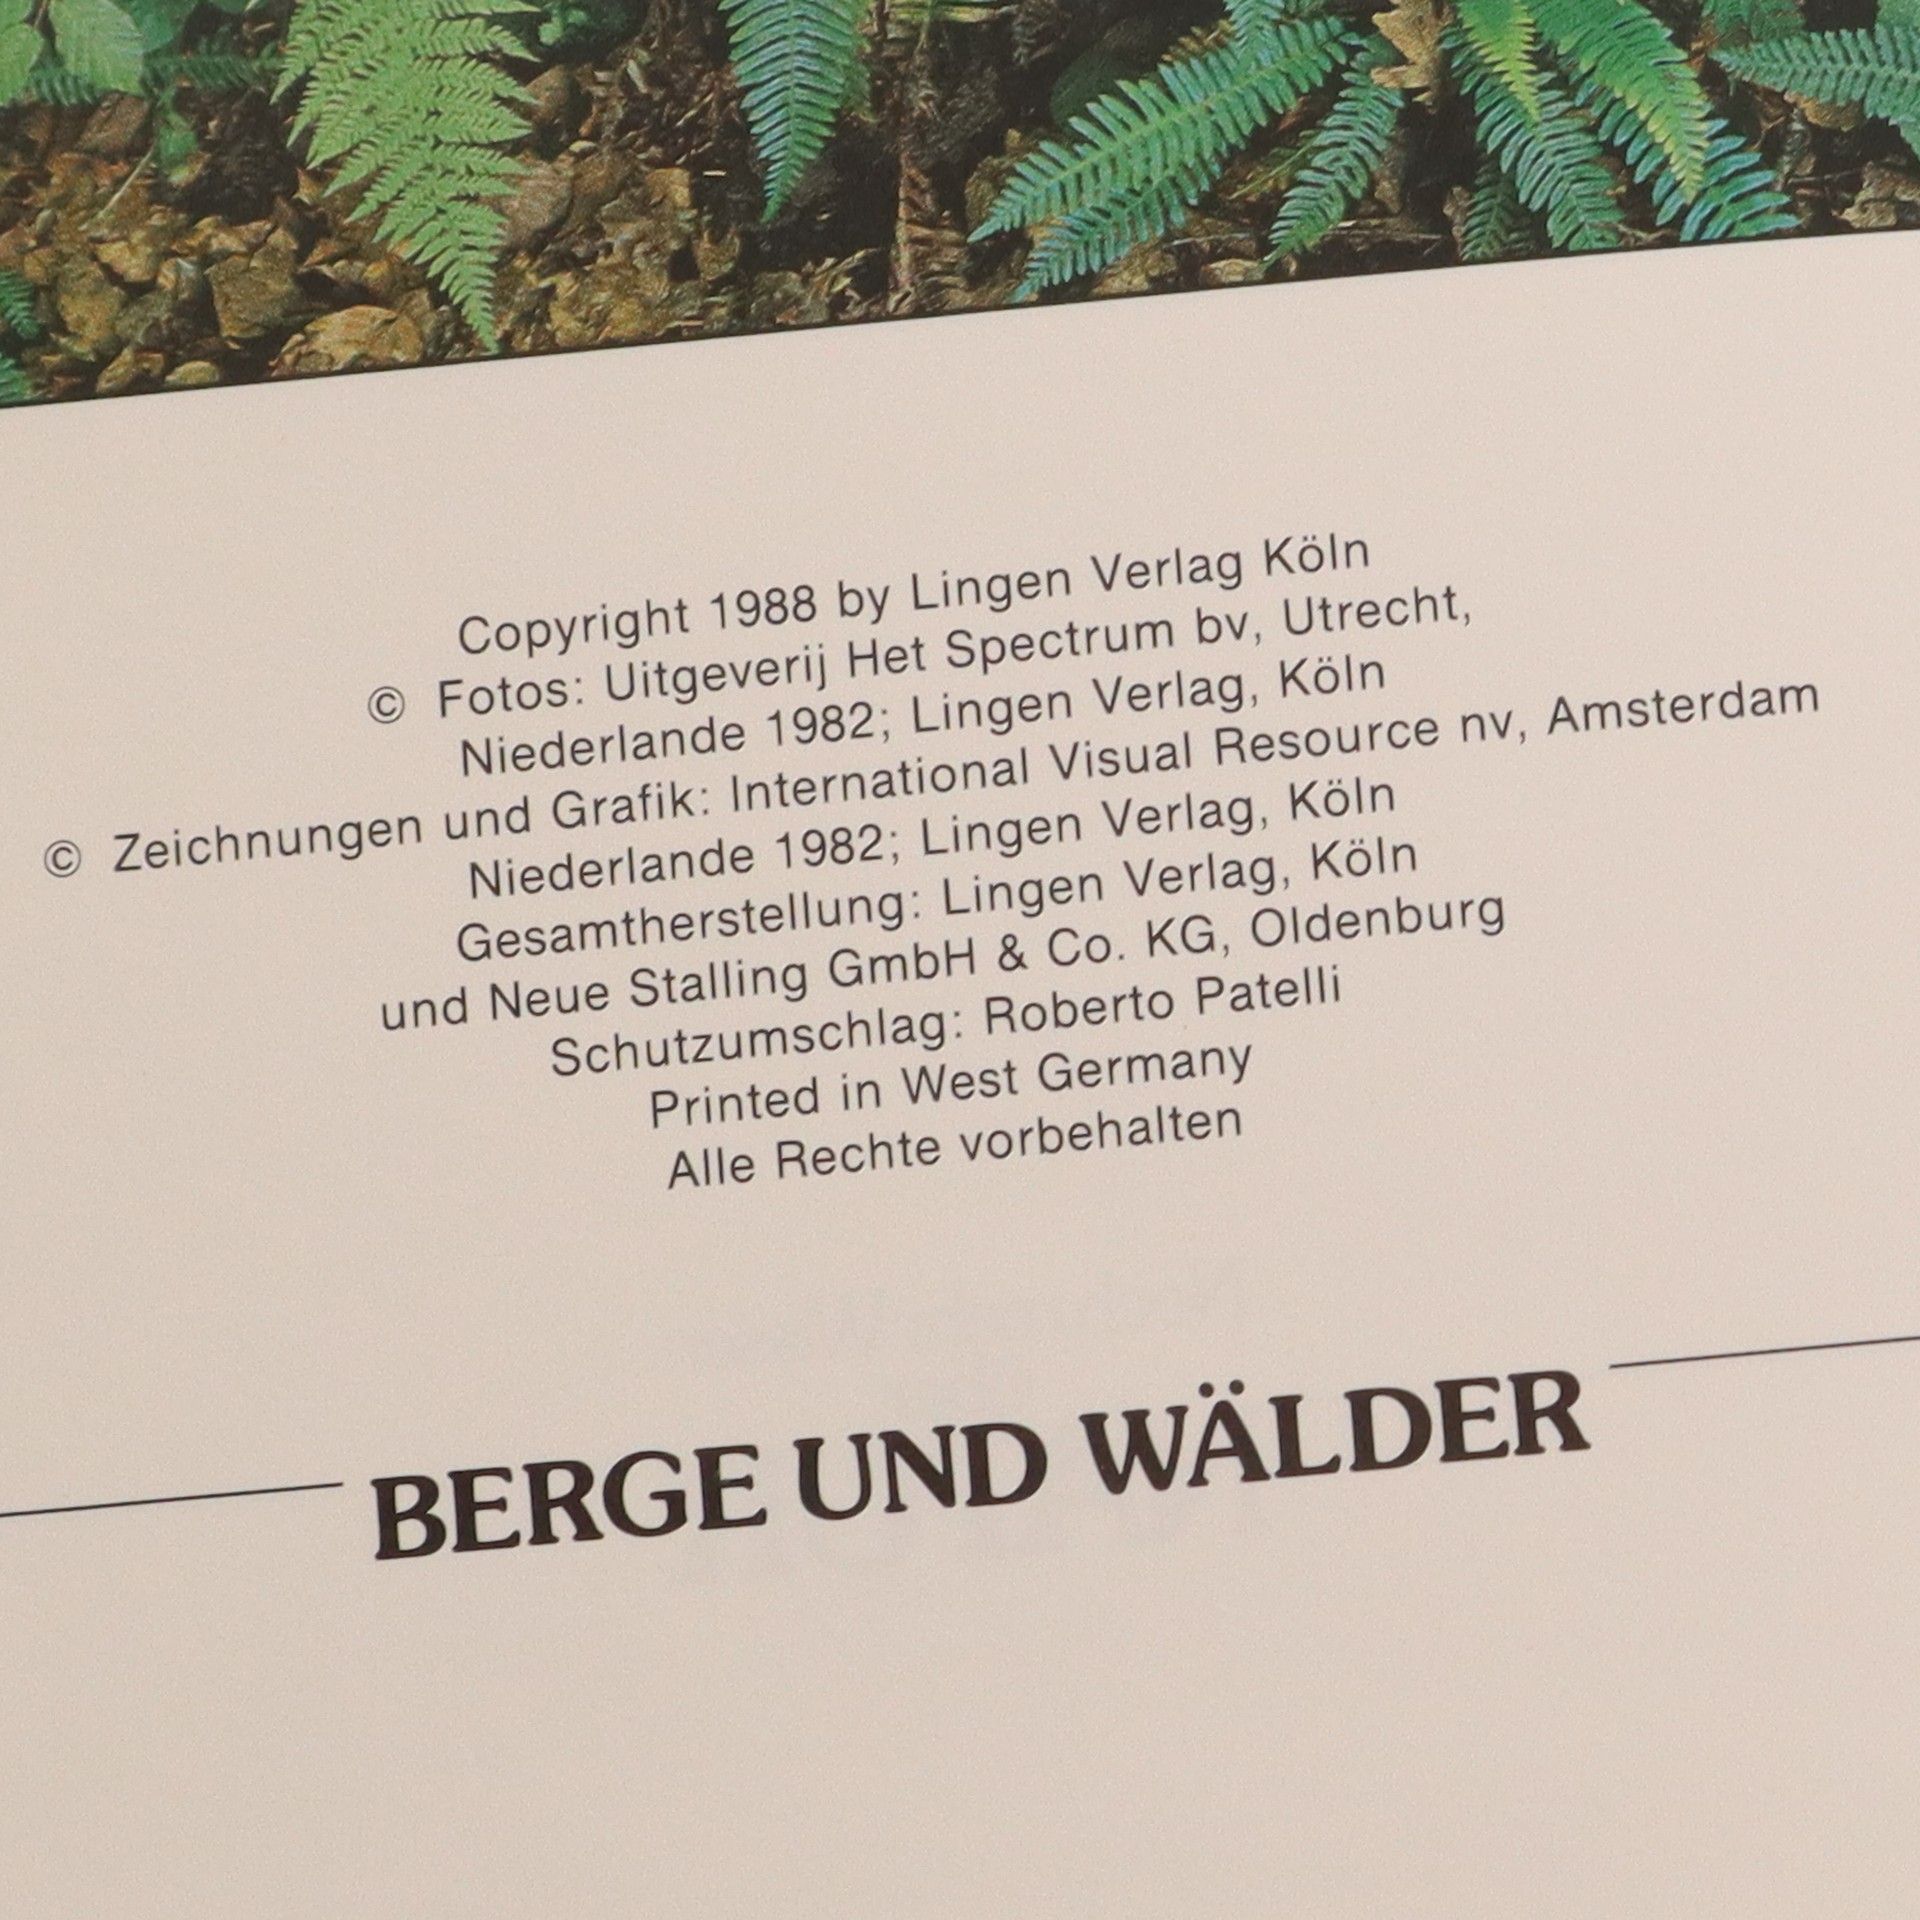 Copyright 1988 by Lingen Verlag Köln
© Fotos: Uitgeverij Het Spectrum bv, Utrecht,
Niederlande 1982; Lingen Verlag, Köln
© Zeichnungen und Grafik: International Visual Resource nv, Amsterdam
Niederlande 1982; Lingen Verlag, Köln
Gesamtherstellung: Lingen Verlag, Köln
und Neue Stalling GmbH & Co. KG, Oldenburg
Schutzumschlag: Roberto Patelli
Printed in West Germany
Alle Rechte vorbehalten
BERGE UND WÄLDER